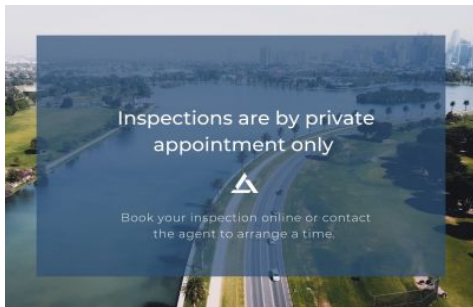 Inspections are by private
appointment only
Book your inspection online or contact
the agent to arrange a time.